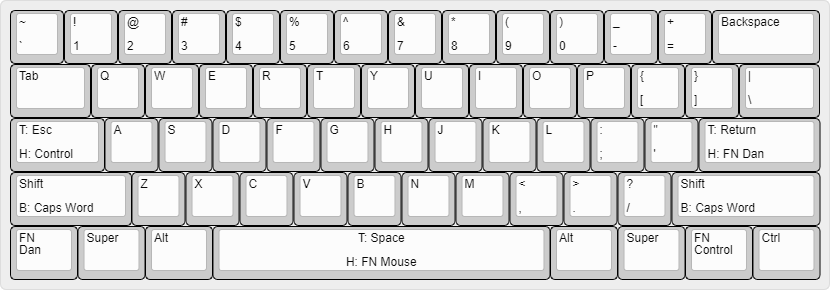 ~ ! @ # $ % ^ & * ( ) _ + Backspace
` 1 2 3 4 5 6 7 8 9 0 - =
Tab Q W E R T Y U I O P { } |
[ ] \
T: Esc A S D F G H J K L : " T: Return
H: Control ; ' H: FN Dan
Shift Z X C V B N M < > ? Shift
B: Caps Word , . / B: Caps Word
FN Super Alt T: Space Alt Super FN Ctrl
Dan Control
H: FN Mouse